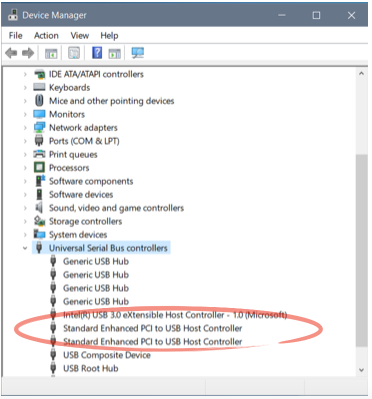 Device Manager
File Action View Help
IDE ATA/ATAPI controllers
Keyboards
Mice and other pointing devices
Monitors
Network adapters
Ports (COM & LPT)
Print queues
Processors
Software components
Software devices
Sound, video and game controllers
Storage controllers
System devices
Universal Serial Bus controllers
Generic USB Hub
Generic USB Hub
Generic USB Hub
Generic USB Hub
Intel(R) USB 3.0 eXtensible Host Controller - 1.0 (Microsoft)
Standard Enhanced PCI to USB Host Controller
Standard Enhanced PCI to USB Host Controller
USB Composite Device
USB Root Hub